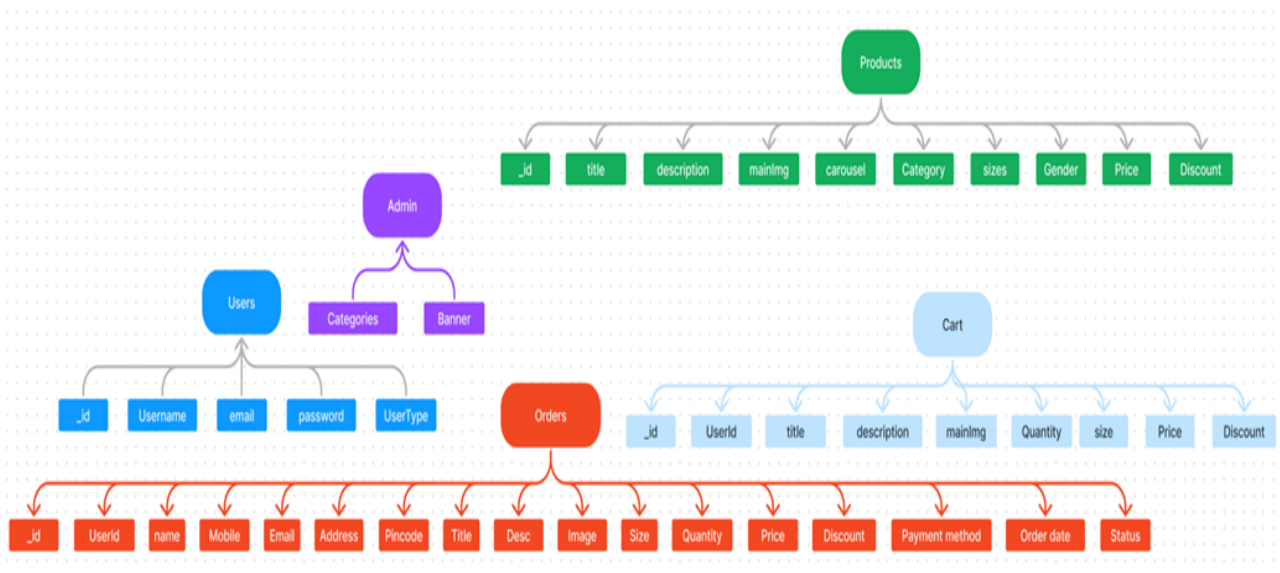 Products
_id title description mainImg carousel Category sizes Gender Price Discount
Admin
Categories Banner
Users
_id Username email password UserType
Cart
_id UserId title description mainImg Quantity size Price Discount
Orders
_id UserId name Mobile Email Address Pincode Title Desc Image Size Quantity Price Discount Payment method Order date Status